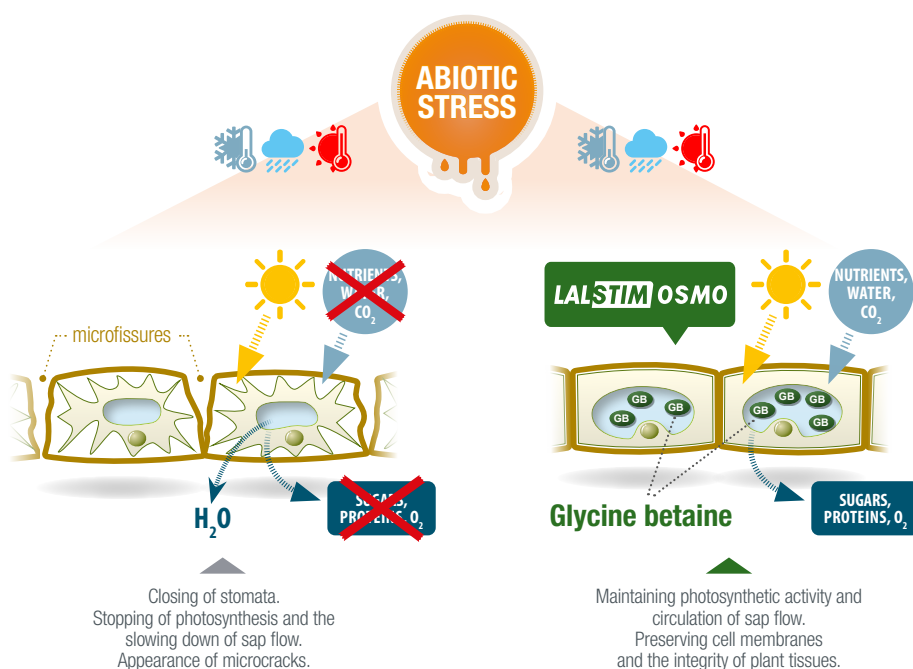 ABIOTIC
STRESS
NUTRIENTS,
WATER,
CO₂
microfissures
H₂O
SUGARS,
PROTEINS, O₂
Closing of stomata.
Stopping of photosynthesis and the
slowing down of sap flow.
Appearance of microcracks.
LALSTIM OSMO
NUTRIENTS,
WATER,
CO₂
GB
GB
GB
GB
GB
GB
GB
GB
Glycine betaine
SUGARS,
PROTEINS, O₂
Maintaining photosynthetic activity and
circulation of sap flow.
Preserving cell membranes
and the integrity of plant tissues.